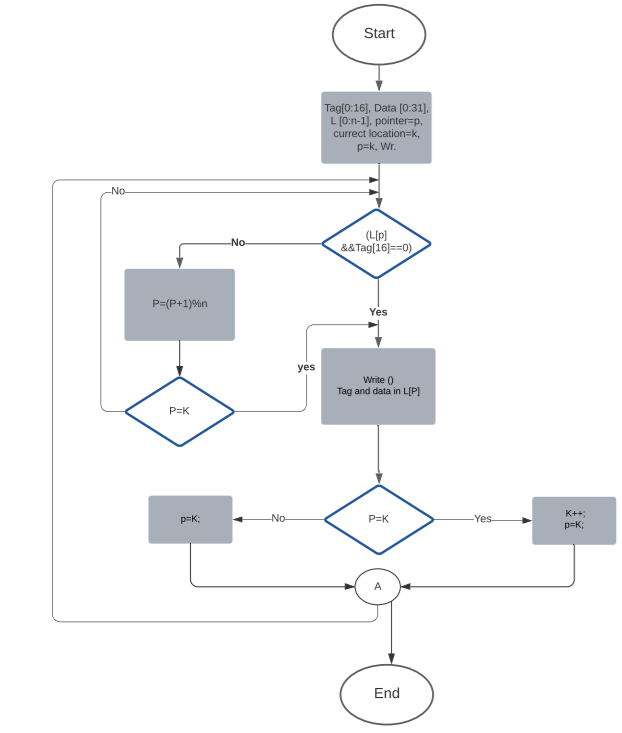 Start
Tag[0:16], Data [0:31],
L [0:n-1], pointer=p,
currect location=k,
p=k, Wr.
No
(L[p]
&&Tag[16]==0)
No
P=(P+1)%n
Yes
yes
Write ()
Tag and data in L[P]
P=K
p=K;
No
P=K
Yes
K++;
p=K;
A
End